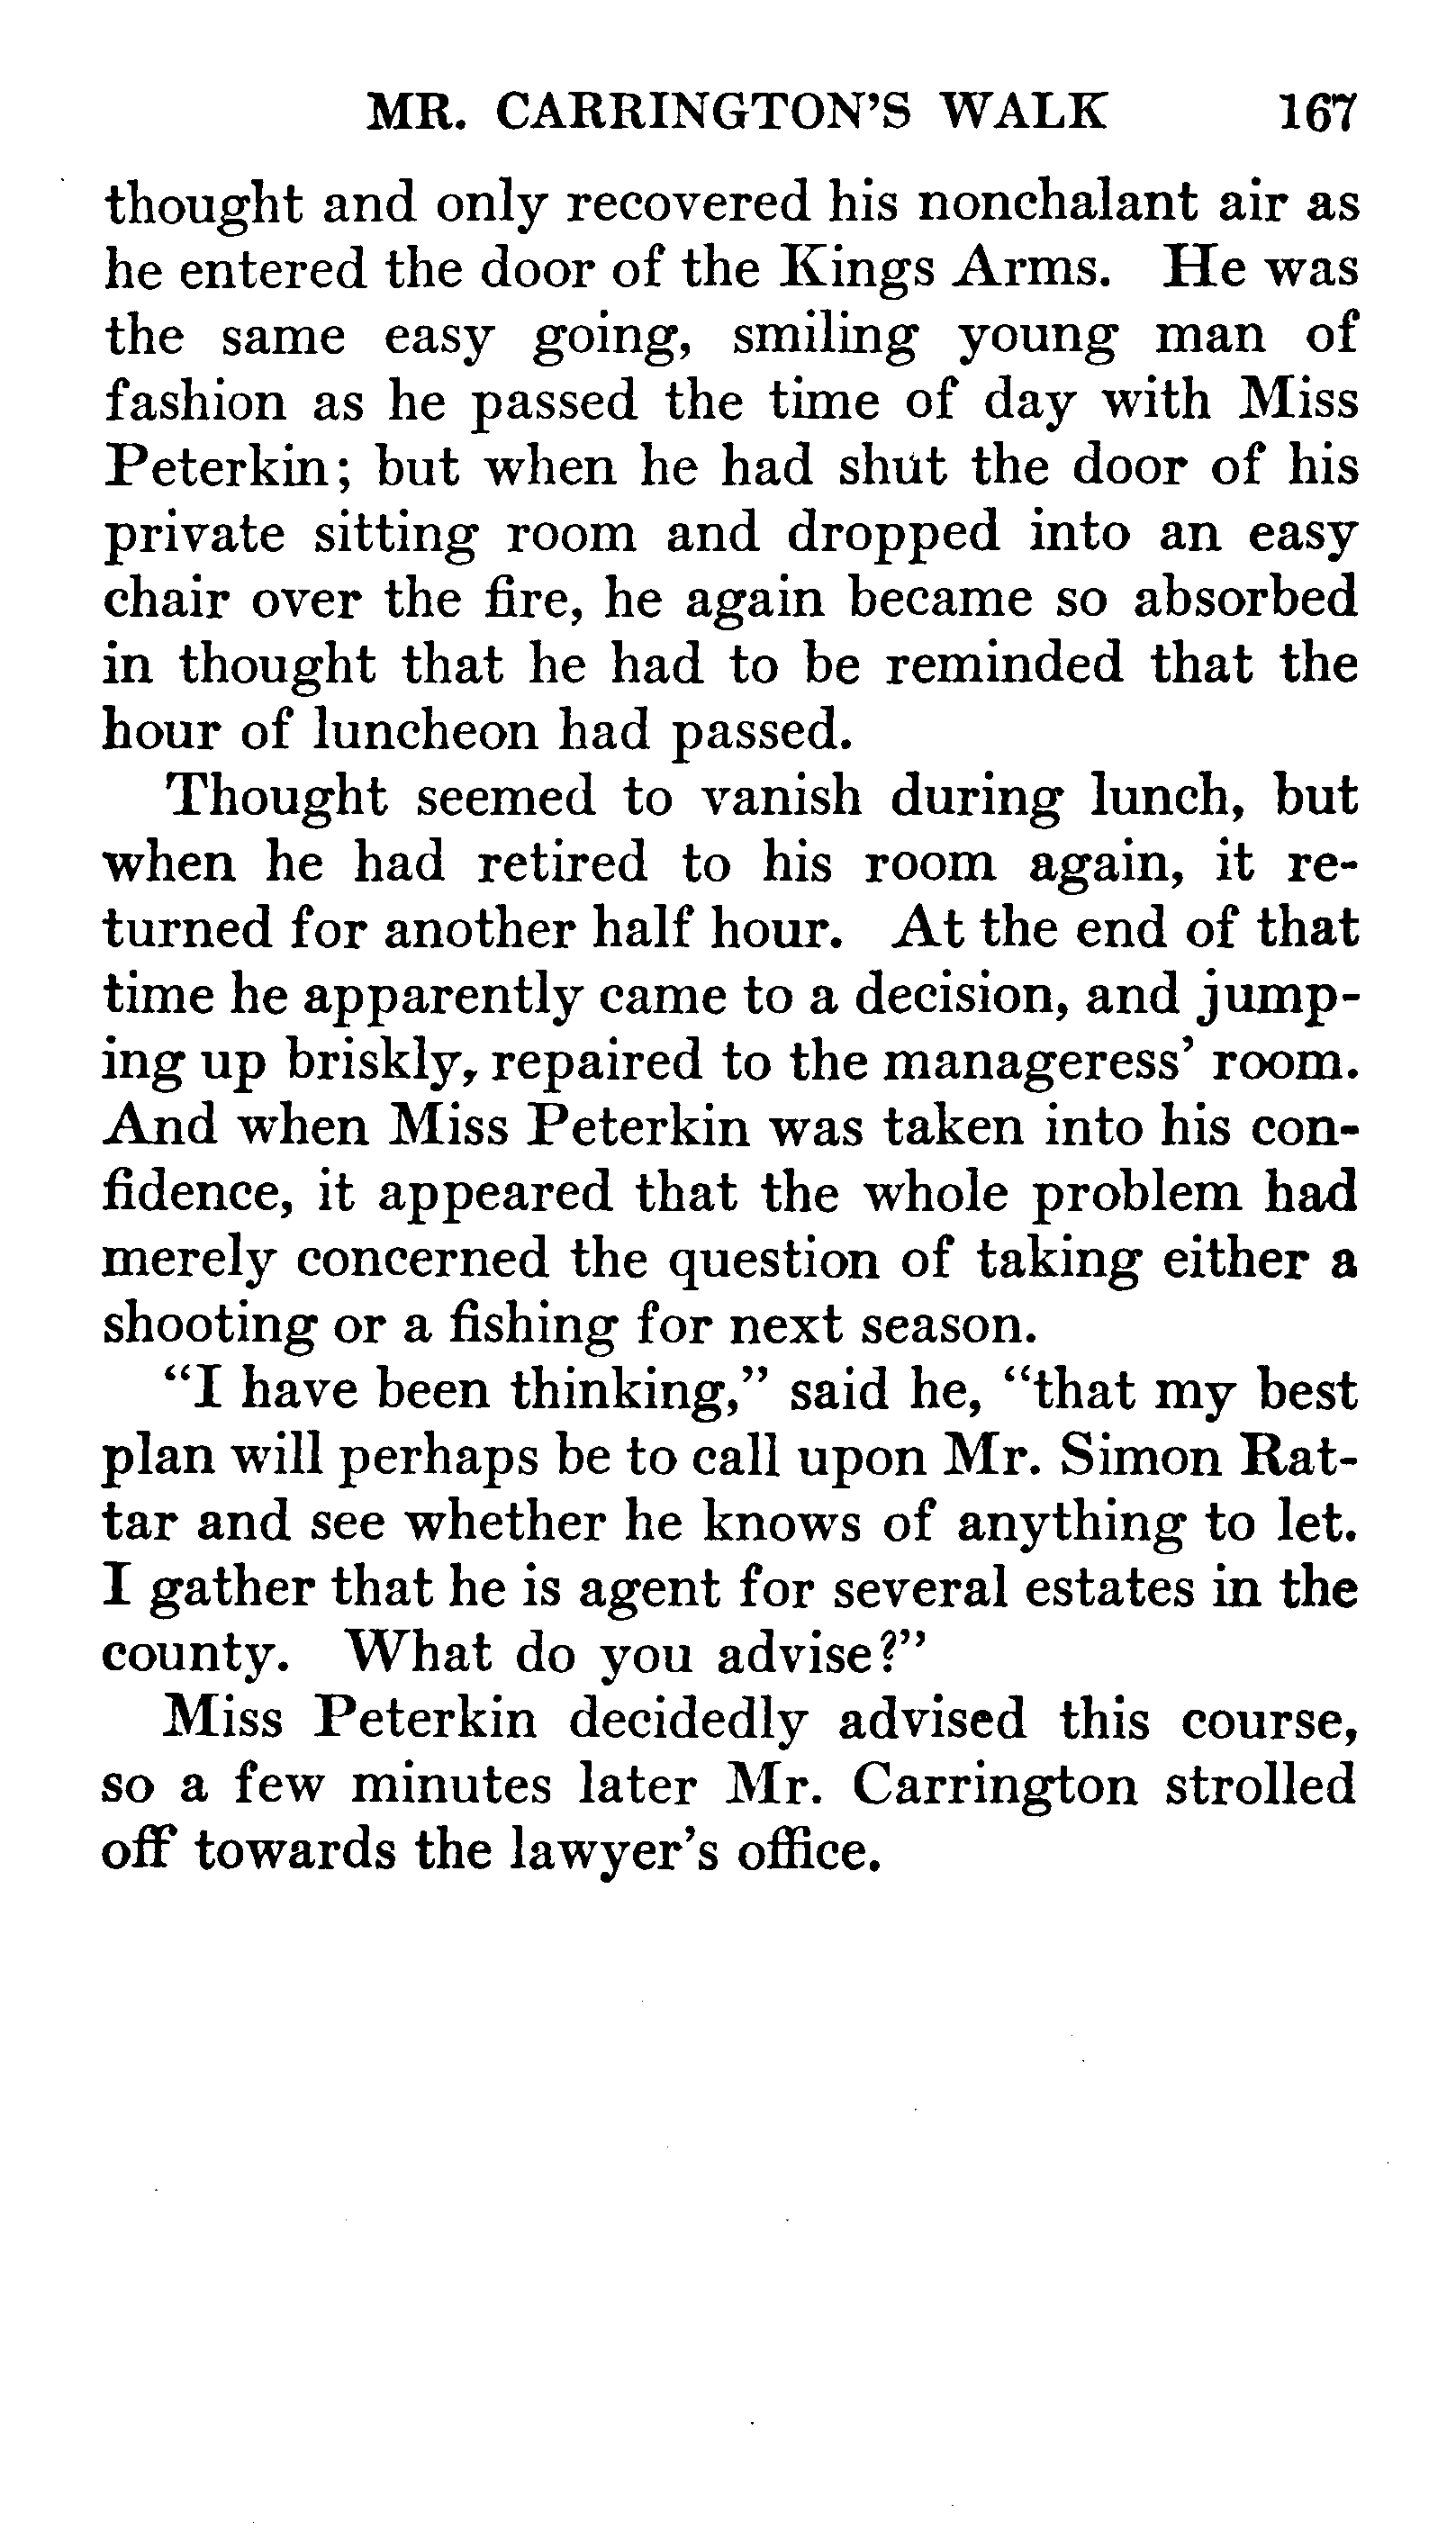 MR. CARRINGTON'S WALK 167
thought and only recovered his nonchalant air as
he entered the door of the Kings Arms. He was
the same easy going, smiling young man of
fashion as he passed the time of day with Miss
Peterkin; but when he had shut the door of his
private sitting room and dropped into an easy
chair over the fire, he again became so absorbed
in thought that he had to be reminded that the
hour of luncheon had passed.
Thought seemed to vanish during lunch, but
when he had retired to his room again, it re-
turned for another half hour. At the end of that
time he apparently came to a decision, and jump-
ing up briskly, repaired to the manageress' room.
And when Miss Peterkin was taken into his con-
fidence, it appeared that the whole problem had
merely concerned the question of taking either a
shooting or a fishing for next season.
"I have been thinking," said he, "that my best
plan will perhaps be to call upon Mr. Simon Rat-
tar and see whether he knows of anything to let.
I gather that he is agent for several estates in the
county. What do you advise?"
Miss Peterkin decidedly advised this course,
so a few minutes later Mr. Carrington strolled
off towards the lawyer's office.